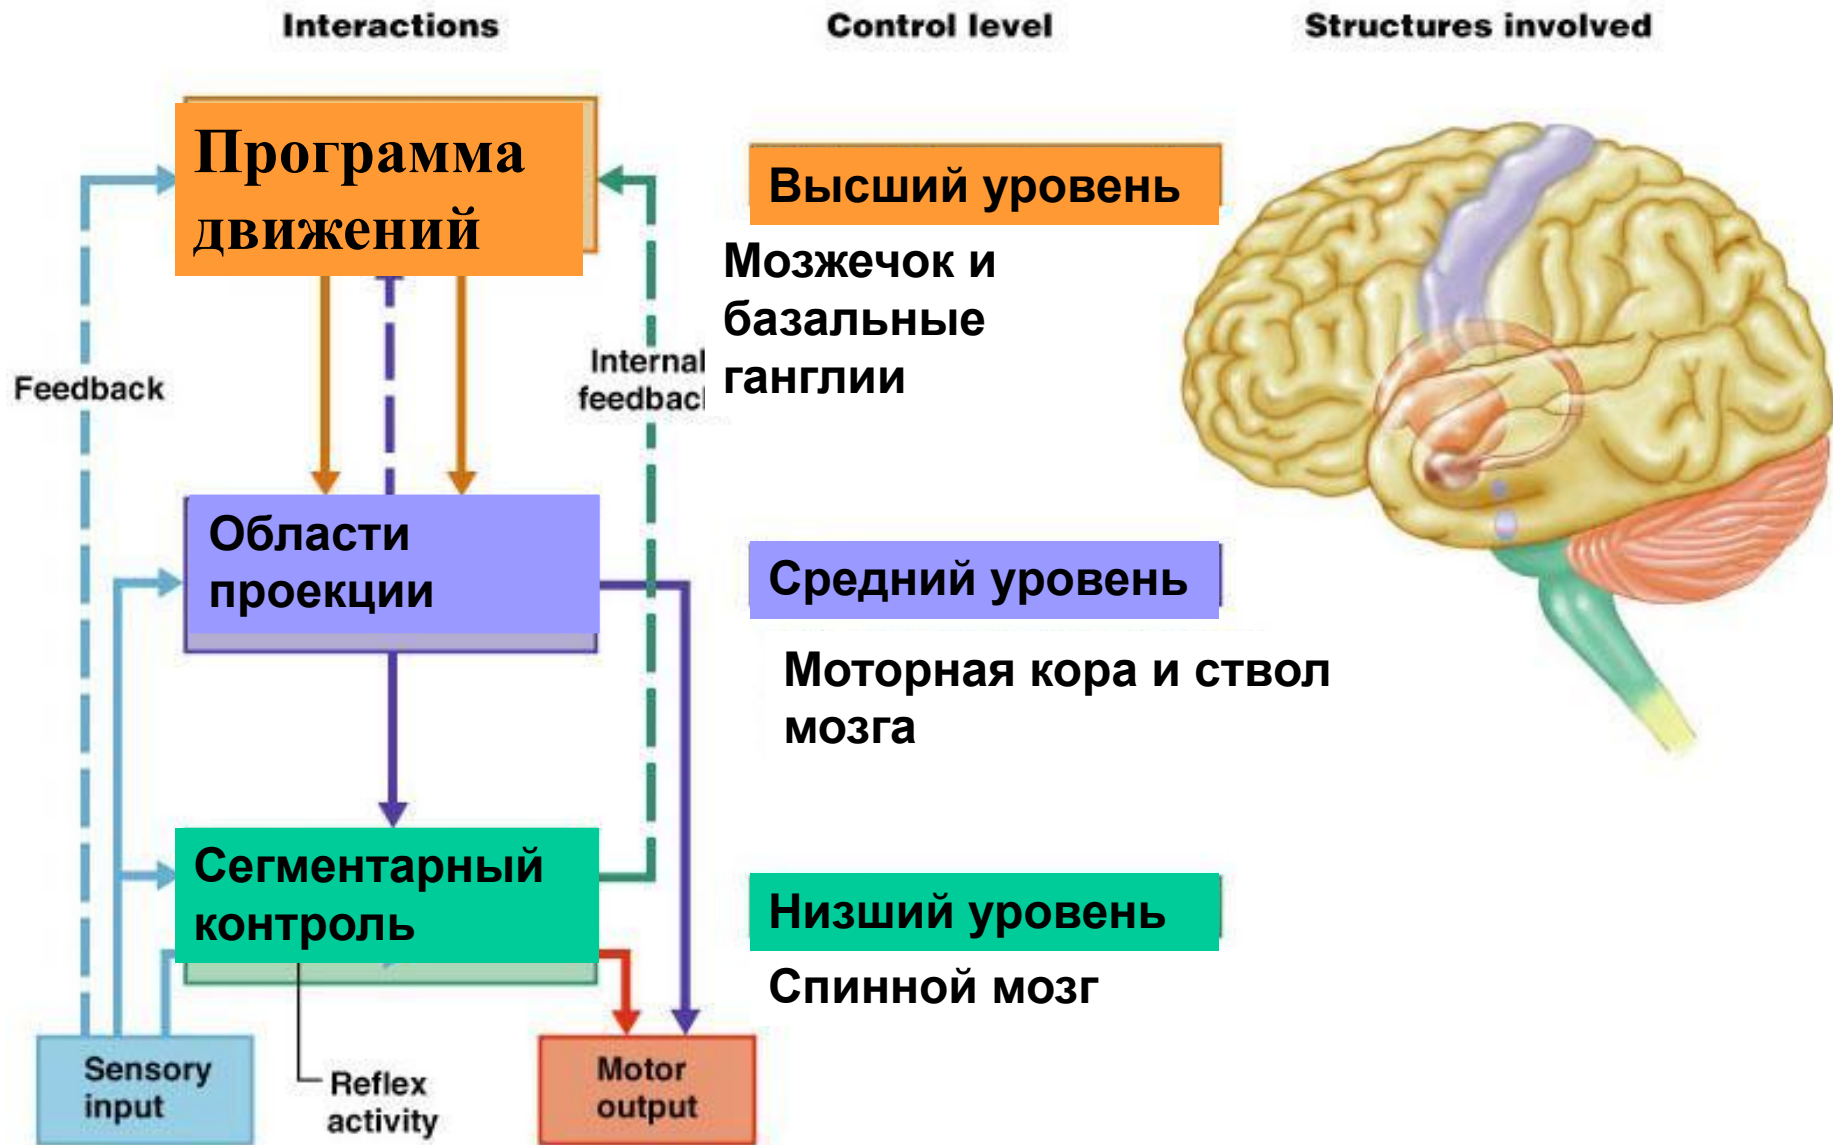 Interactions
Control level
Structures involved
Программа
движений
Высший уровень
Мозжечок и
базальные
ганглии
Feedback
Internal
feedbac
Области
проекции
Средний уровень
Моторная кора и ствол
мозга
Сегментарный
контроль
Низший уровень
Спинной мозг
Sensory
input
Reflex
activity
Motor
output